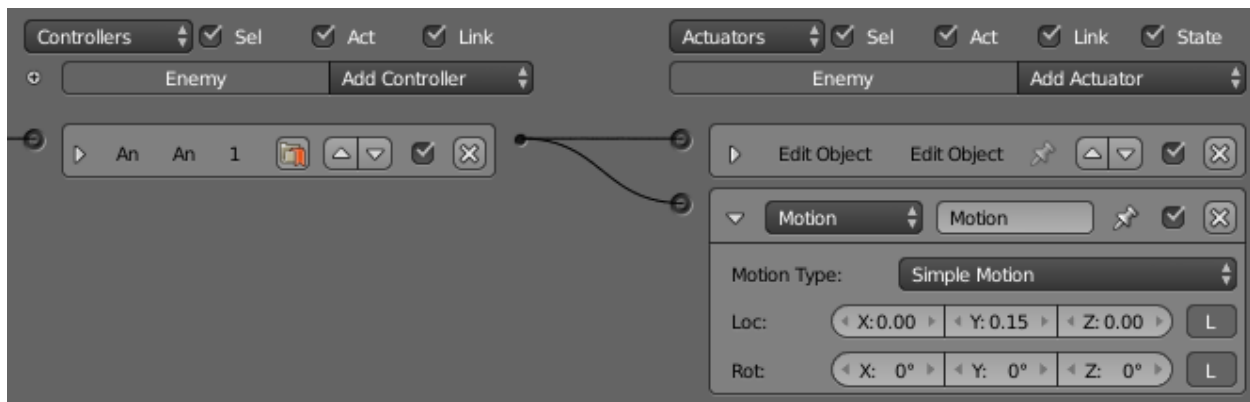 Controllers Sel Act Link Actuators Sel Act Link State
Enemy Add Controller Enemy Add Actuator
An An 1 Edit Object Edit Object
Motion Motion
Motion Type: Simple Motion
Loc: X: 0.00 Y: 0.15 Z: 0.00 L
Rot: X: 0° Y: 0° Z: 0° L